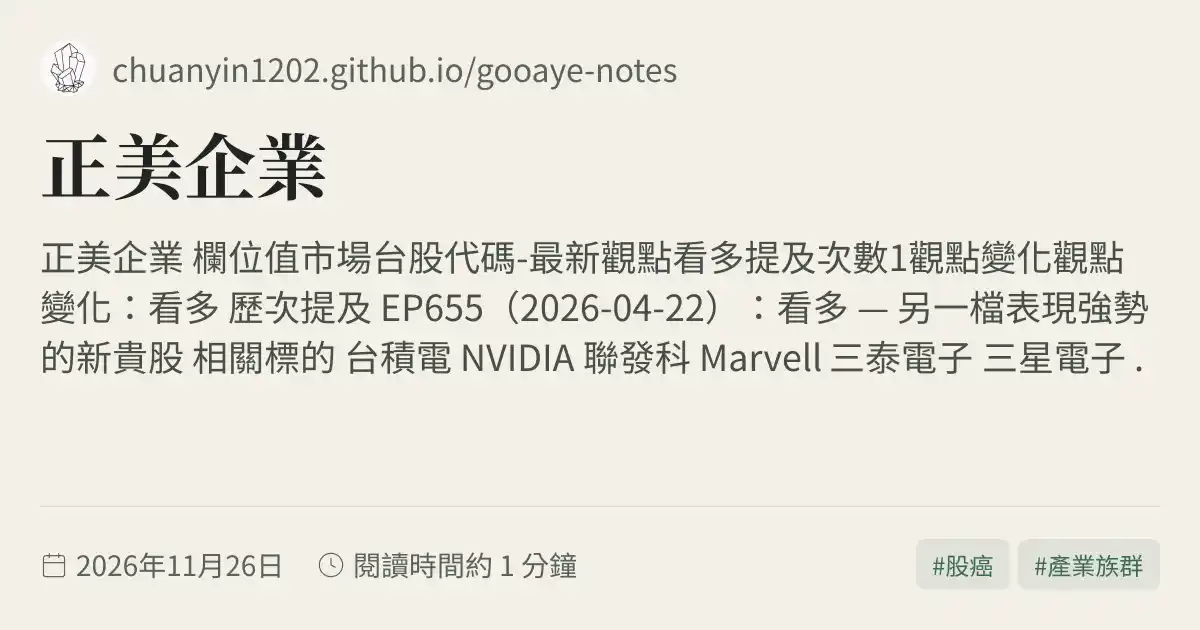 chuanyin1202.github.io/gooaye-notes
正美企業
正美企業 欄位值市場台股代碼-最新觀點看多提及次數1觀點變化觀點
變化：看多 歷次提及 EP655（2026-04-22）：看多 — 另一檔表現強勢
的新貴股 相關標的 台積電 NVIDIA 聯發科 Marvell 三泰電子 三星電子 .
2026年11月26日 閱讀時間約 1 分鐘 #股癌 #產業族群